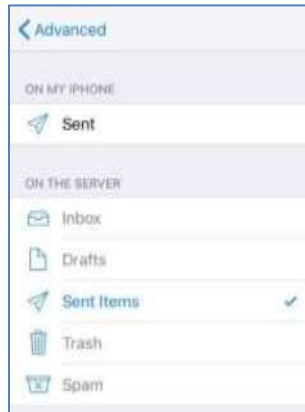 Advanced
ON MY IPHONE
Sent
ON THE SERVER
Inbox
Drafts
Sent Items
Trash
Spam